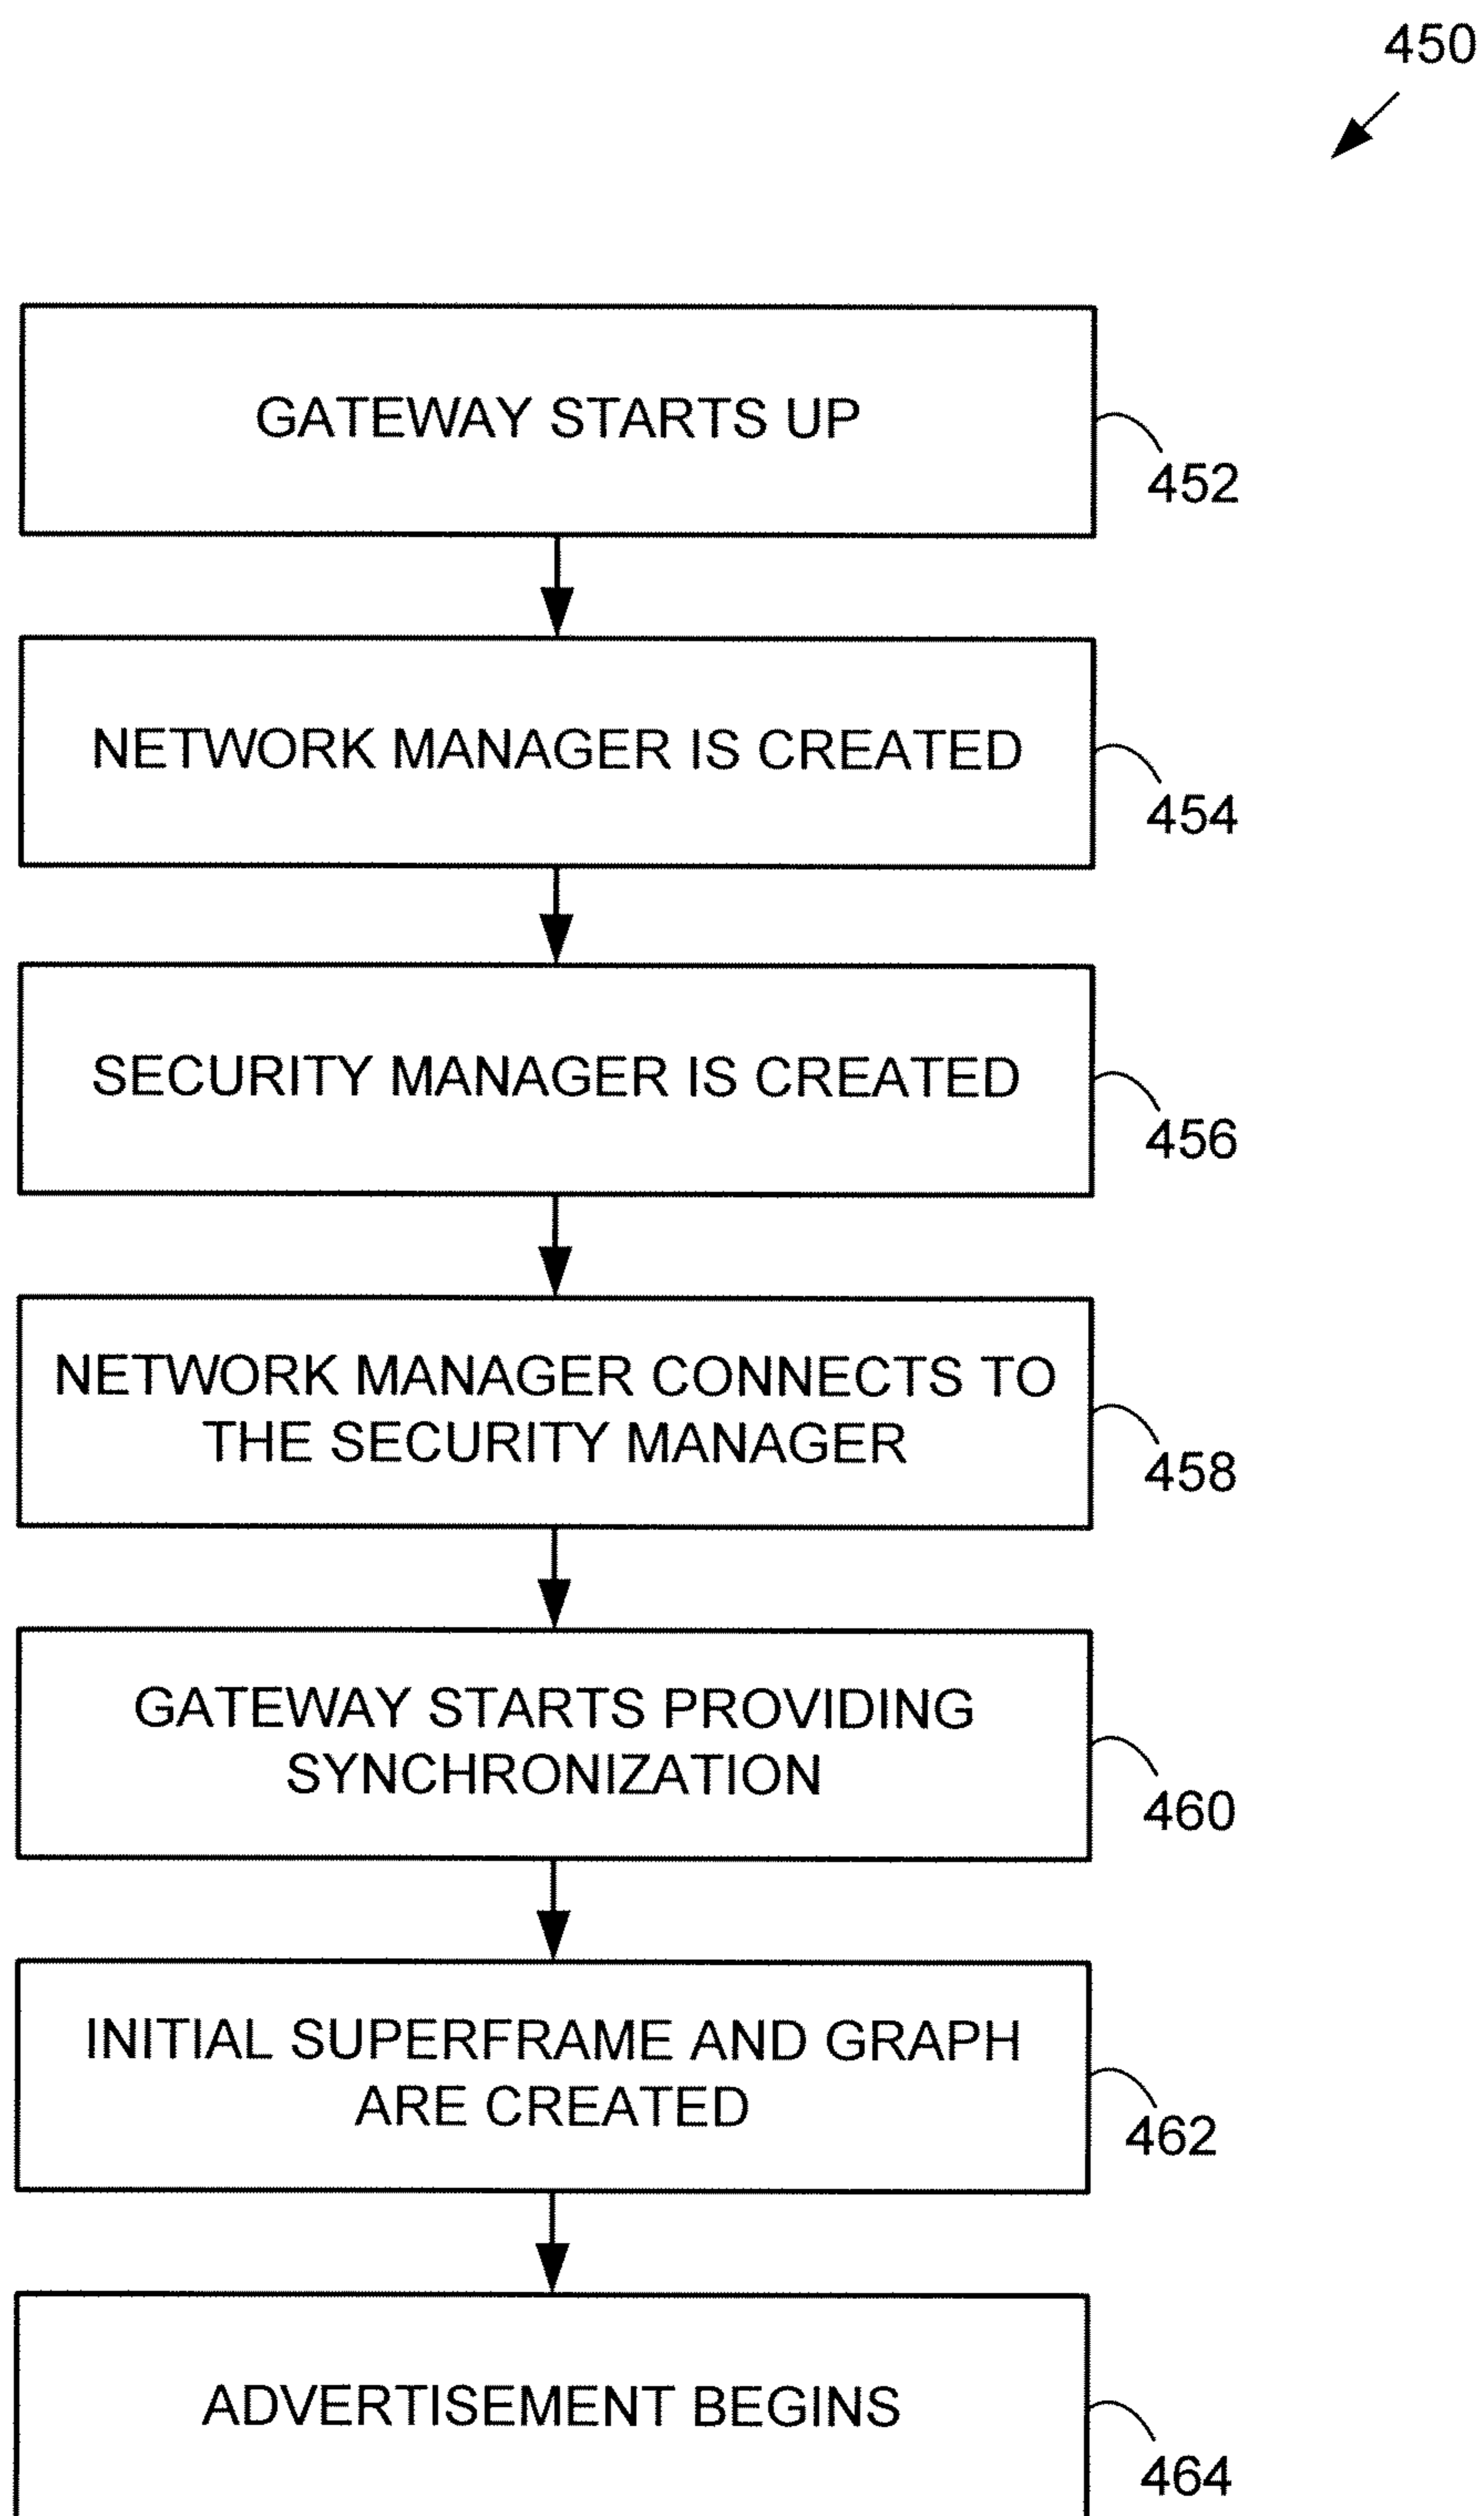 450
GATEWAY STARTS UP
452
NETWORK MANAGER IS CREATED
454
SECURITY MANAGER IS CREATED
456
NETWORK MANAGER CONNECTS TO
THE SECURITY MANAGER
458
GATEWAY STARTS PROVIDING
SYNCHRONIZATION
460
INITIAL SUPERFRAME AND GRAPH
ARE CREATED
462
ADVERTISEMENT BEGINS
464